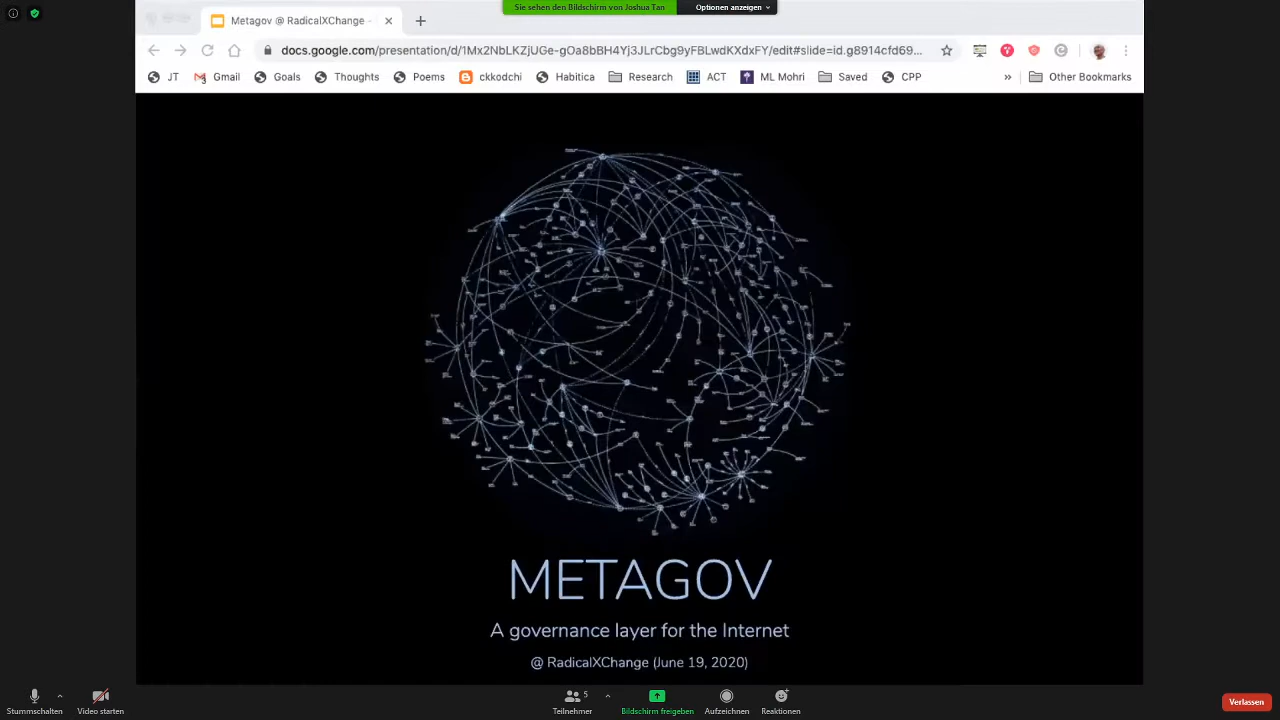 Sie sehen den Bildschirm von Joshua Tan
Optionen anzeigen
Metagov @ RadicalXChange -
docs.google.com/presentation/d/1Mx2NbLKZjUGe-gOa8bBH4Yj3JLrCbg9yFBLwdKXdxFY/edit#slide=id.g8914cfd69...
JT
Gmail
Goals
Thoughts
Poems
ckkodchi
Habitica
Research
ACT
ML Mohri
Saved
CPP
»
Other Bookmarks
METAGOV
A governance layer for the Internet
@ RadicalXChange (June 19, 2020)
Stummschalten
Video starten
5
Teilnehmer
Bildschirm freigeben
Aufzeichnen
Reaktionen
Verlassen